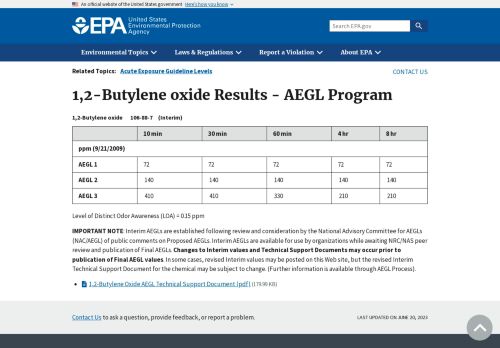 An official website of the United States government Here's how you know
EPA United States
Environmental Protection
Agency
Search EPA.gov
Environmental Topics Laws & Regulations Report a Violation About EPA
Related Topics: Acute Exposure Guideline Levels CONTACT US
1,2-Butylene oxide Results - AEGL Program
1,2-Butylene oxide 106-88-7 (Interim)
10 min 30 min 60 min 4 hr 8 hr
ppm (9/21/2009)
AEGL 1 72 72 72 72 72
AEGL 2 140 140 140 140 140
AEGL 3 410 410 330 210 210
Level of Distinct Odor Awareness (LOA) = 0.15 ppm
IMPORTANT NOTE: Interim AEGLs are established following review and consideration by the National Advisory Committee for AEGLs
(NAC/AEGL) of public comments on Proposed AEGLs. Interim AEGLs are available for use by organizations while awaiting NRC/NAS peer
review and publication of Final AEGLs. Changes to Interim values and Technical Support Documents may occur prior to
publication of Final AEGL values. In some cases, revised Interim values may be posted on this Web site, but the revised Interim
Technical Support Document for the chemical may be subject to change. (Further information is available through AEGL Process).
1,2-Butylene Oxide AEGL Technical Support Document (pdf) (179.99 KB)
Contact Us to ask a question, provide feedback, or report a problem. LAST UPDATED ON JUNE 20, 2023